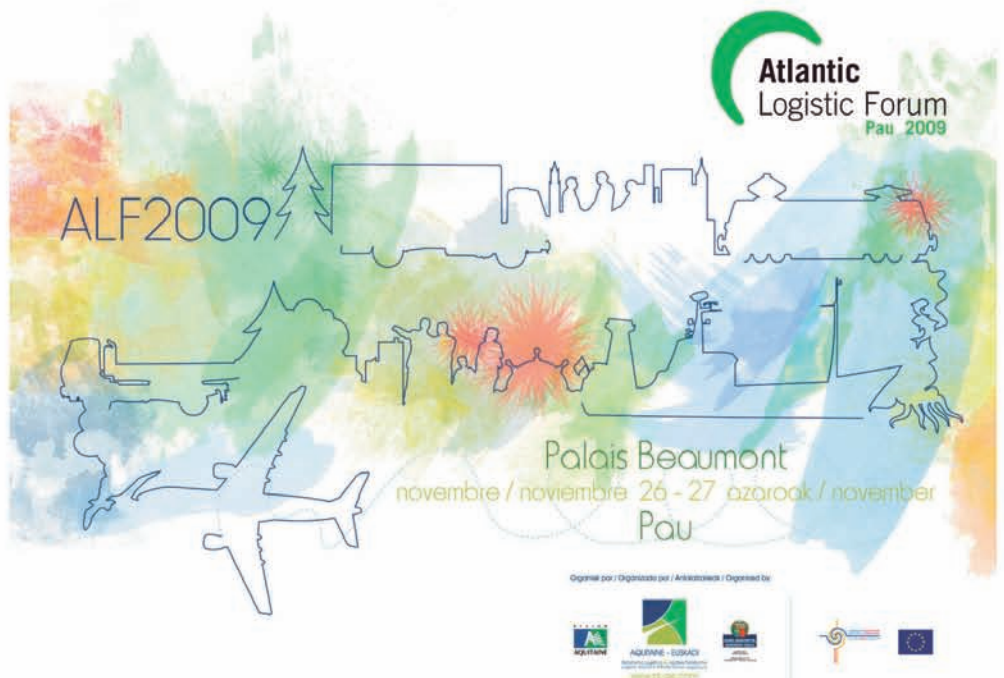 Atlantic
Logistic Forum
Pau 2009
ALF2009
Palais Beaumont
novembre / noviembre 26 - 27 azaroak / november
Pau
Organisé par / Organizado por / Antolatzaileak / Organised by:
REGION
AQUITAINE
AQUITAINE - EUSKADI